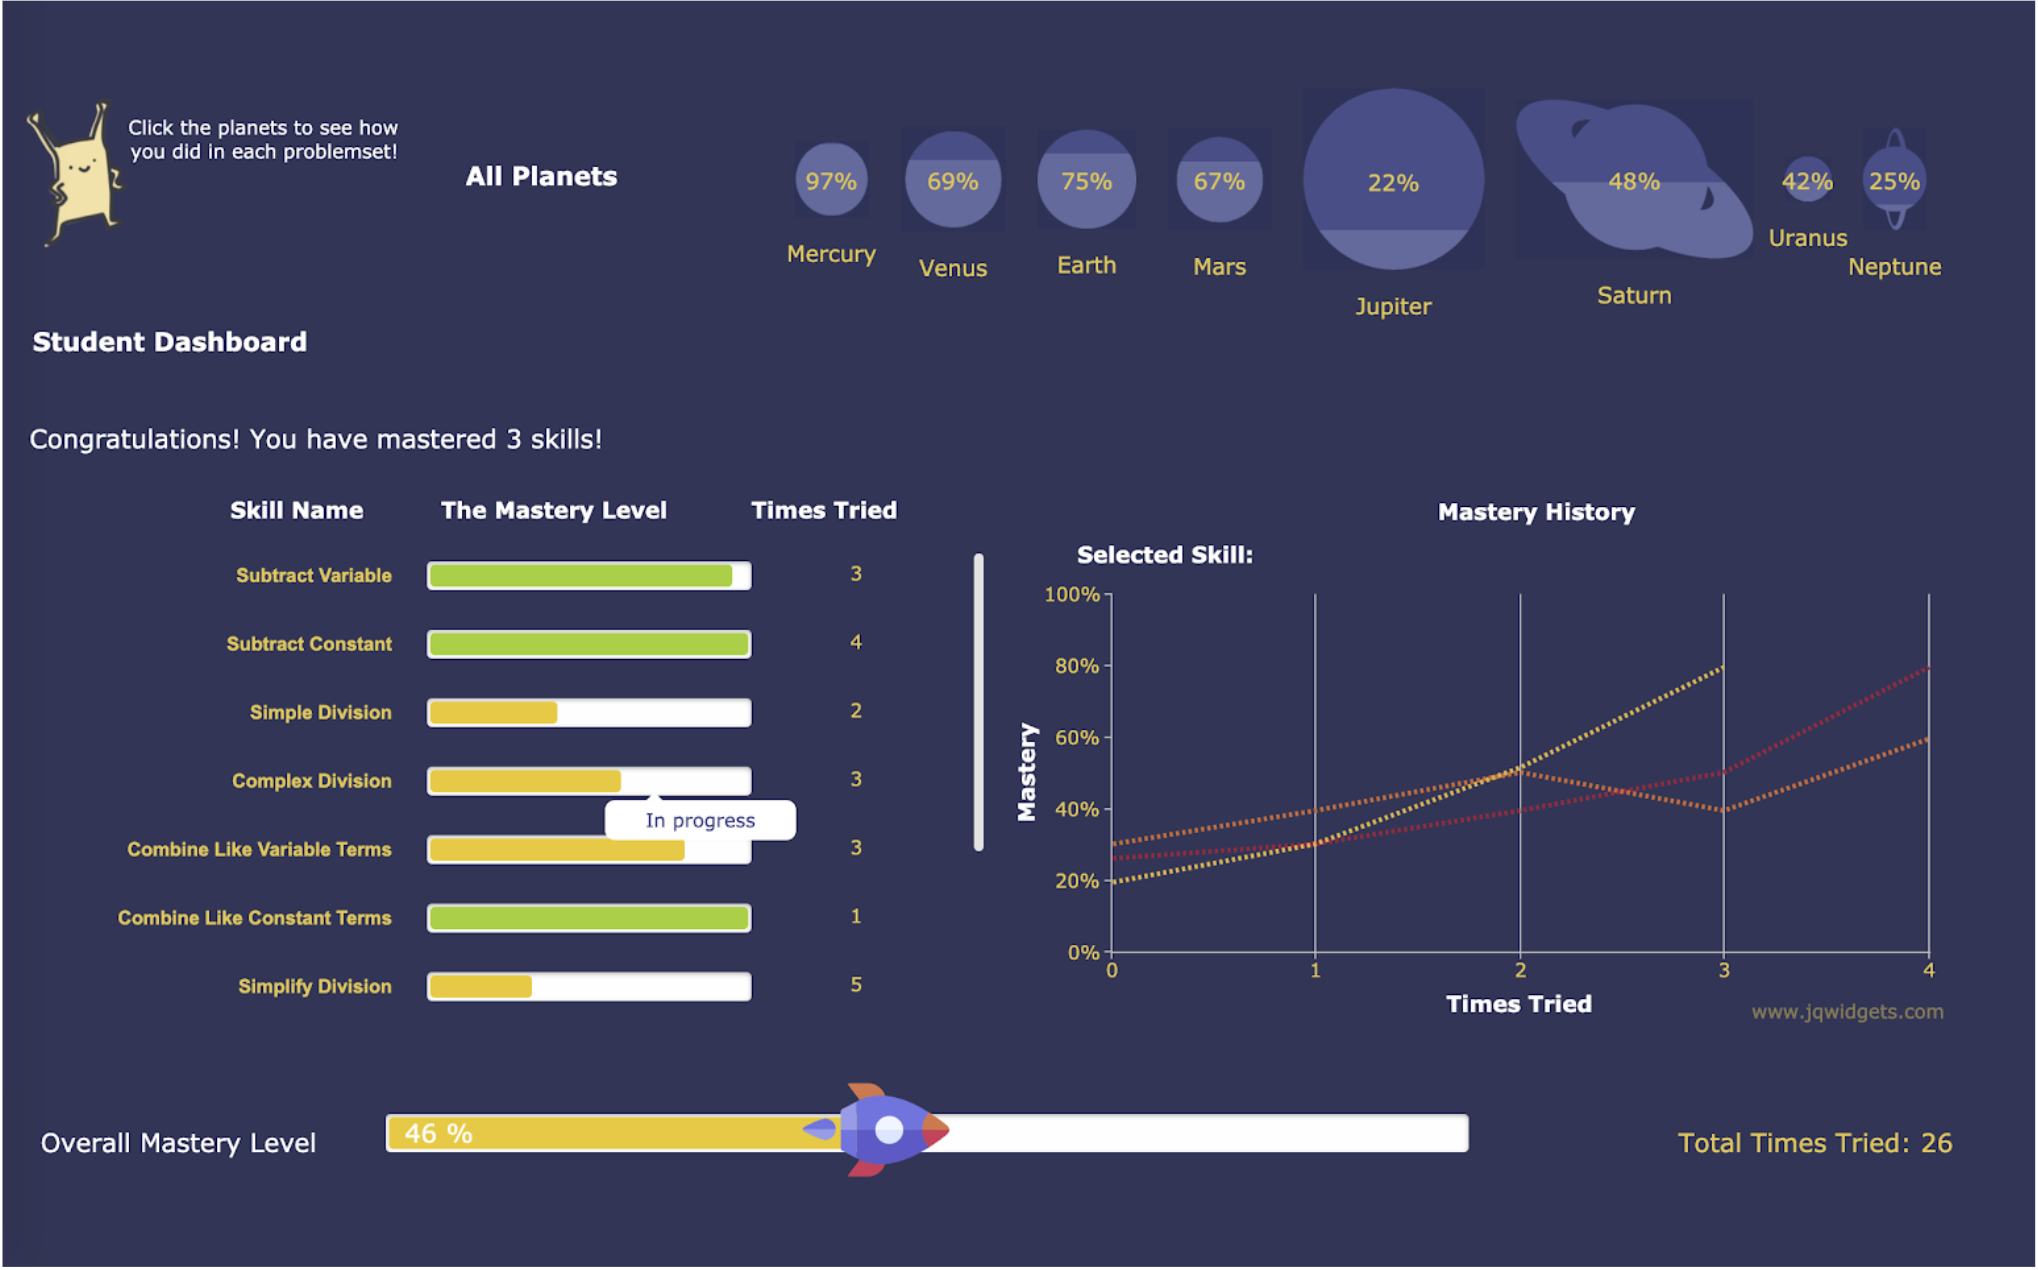 Click the planets to see how
you did in each problemset!
All Planets
97%
69%
75%
67%
22%
48%
42%
25%
Mercury
Venus
Earth
Mars
Jupiter
Saturn
Uranus
Neptune
Student Dashboard
Congratulations! You have mastered 3 skills!
Skill Name The Mastery Level Times Tried
Subtract Variable 3
Subtract Constant 4
Simple Division 2
Complex Division 3
In progress
Combine Like Variable Terms 3
Combine Like Constant Terms 1
Simplify Division 5
Mastery History
Selected Skill:
100%
80%
60%
40%
20%
0%
Mastery
0 1 2 3 4
Times Tried
www.jqwidgets.com
Overall Mastery Level
46 %
Total Times Tried: 26